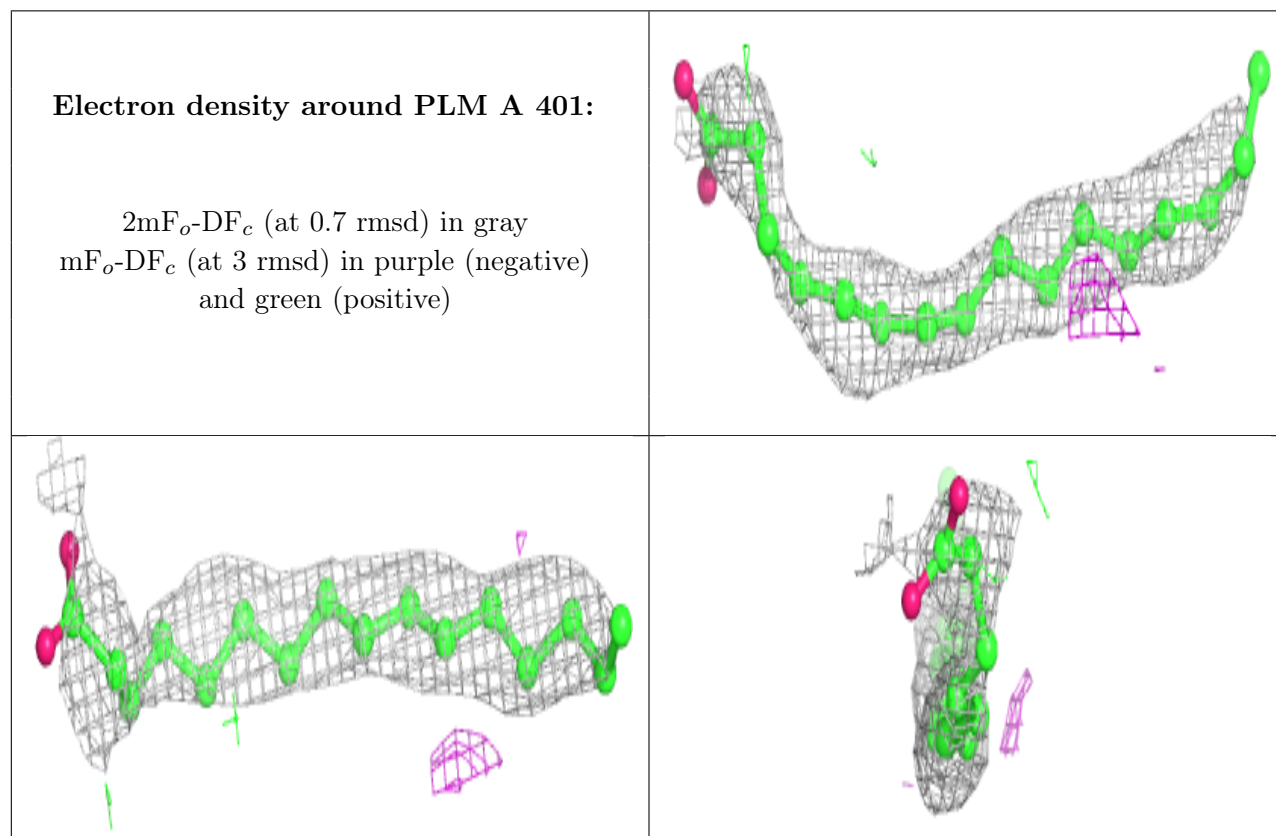 Electron density around PLM A 401:
2mFo-DFc (at 0.7 rmsd) in gray
mFo-DFc (at 3 rmsd) in purple (negative)
and green (positive)